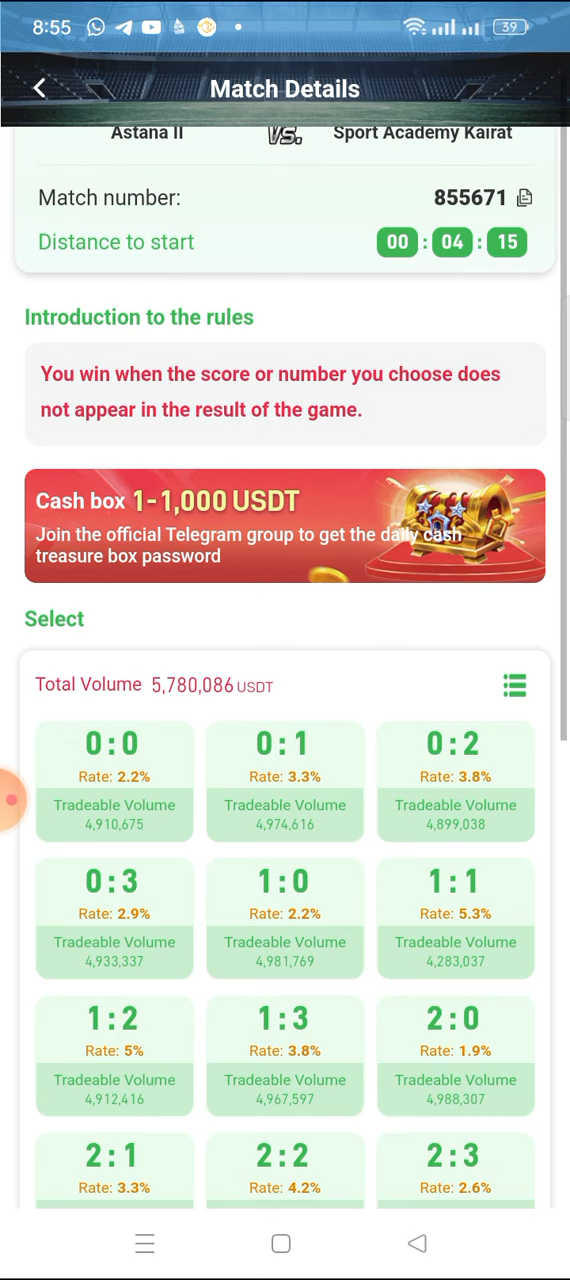 8:55
39
Match Details
Astana II
VS.
Sport Academy Kairat
Match number:
855671
Distance to start
00 : 04 : 15
Introduction to the rules
You win when the score or number you choose does
not appear in the result of the game.
Cash box 1-1,000 USDT
Join the official Telegram group to get the daily cash
treasure box password
Select
Total Volume 5,780,086 USDT
0:0 0:1 0:2
Rate: 2.2% Rate: 3.3% Rate: 3.8%
Tradeable Volume Tradeable Volume Tradeable Volume
4,910,675 4,974,616 4,899,038
0:3 1:0 1:1
Rate: 2.9% Rate: 2.2% Rate: 5.3%
Tradeable Volume Tradeable Volume Tradeable Volume
4,933,337 4,981,769 4,283,037
1:2 1:3 2:0
Rate: 5% Rate: 3.8% Rate: 1.9%
Tradeable Volume Tradeable Volume Tradeable Volume
4,912,416 4,967,597 4,988,307
2:1 2:2 2:3
Rate: 3.3% Rate: 4.2% Rate: 2.6%